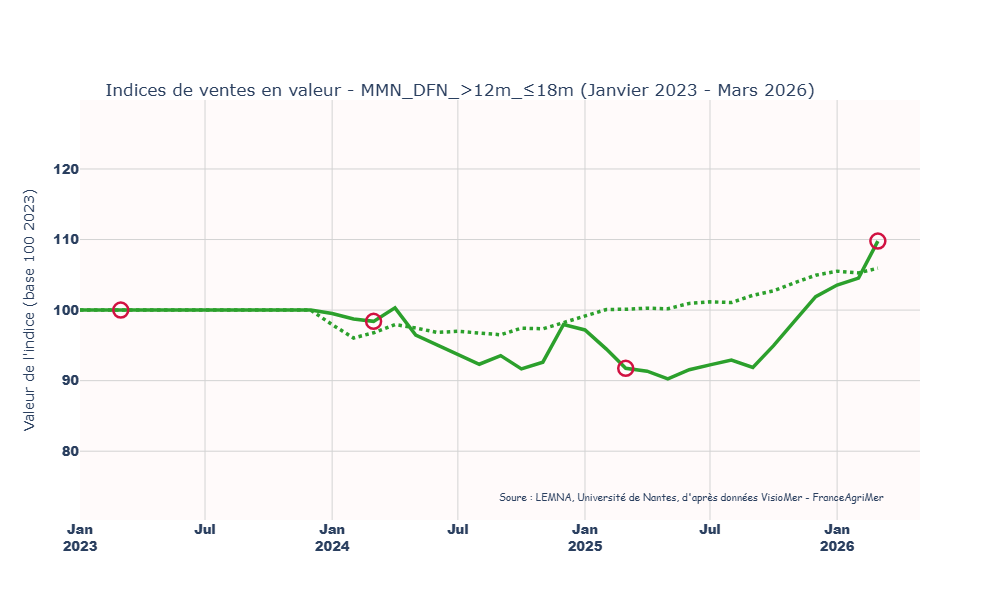 Indices de ventes en valeur - MMN_DFN_>12m_≤18m (Janvier 2023 - Mars 2026)
Valeur de l'indice (base 100 2023)
120
110
100
90
80
Soure : LEMNA, Université de Nantes, d'après données VisioMer - FranceAgriMer
Jan
2023
Jul
Jan
2024
Jul
Jan
2025
Jul
Jan
2026